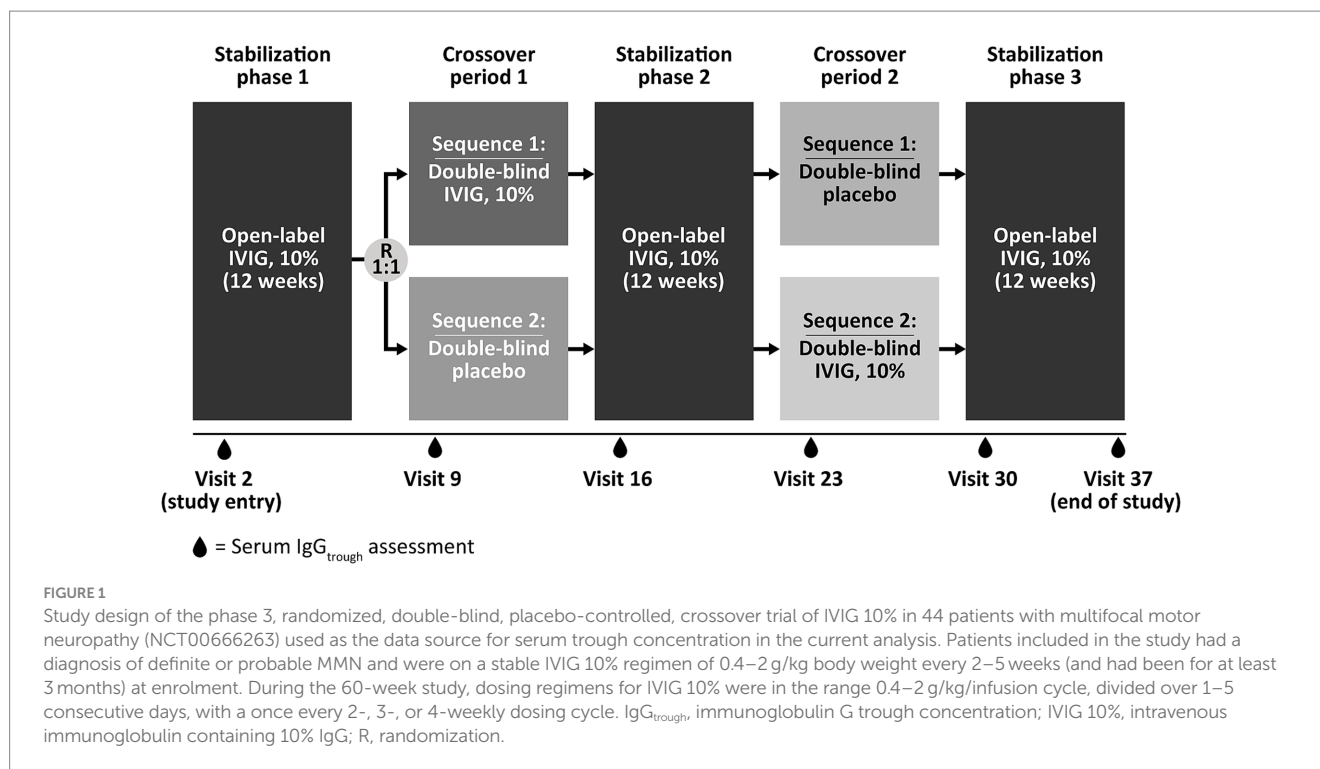 Stabilization
phase 1
Crossover
period 1
Stabilization
phase 2
Crossover
period 2
Stabilization
phase 3
Open-label
IVIG, 10%
(12 weeks)
R
1:1
Sequence 1:
Double-blind
IVIG, 10%
Sequence 2:
Double-blind
placebo
Open-label
IVIG, 10%
(12 weeks)
Sequence 1:
Double-blind
placebo
Sequence 2:
Double-blind
IVIG, 10%
Open-label
IVIG, 10%
(12 weeks)
Visit 2
(study entry)
Visit 9
Visit 16
Visit 23
Visit 30
Visit 37
(end of study)
= Serum IgGtrough assessment
FIGURE 1
Study design of the phase 3, randomized, double-blind, placebo-controlled, crossover trial of IVIG 10% in 44 patients with multifocal motor
neuropathy (NCT00666263) used as the data source for serum trough concentration in the current analysis. Patients included in the study had a
diagnosis of definite or probable MMN and were on a stable IVIG 10% regimen of 0.4–2 g/kg body weight every 2–5 weeks (and had been for at least
3 months) at enrolment. During the 60-week study, dosing regimens for IVIG 10% were in the range 0.4–2 g/kg/infusion cycle, divided over 1–5
consecutive days, with a once every 2-, 3-, or 4-weekly dosing cycle. IgGtrough, immunoglobulin G trough concentration; IVIG 10%, intravenous
immunoglobulin containing 10% IgG; R, randomization.